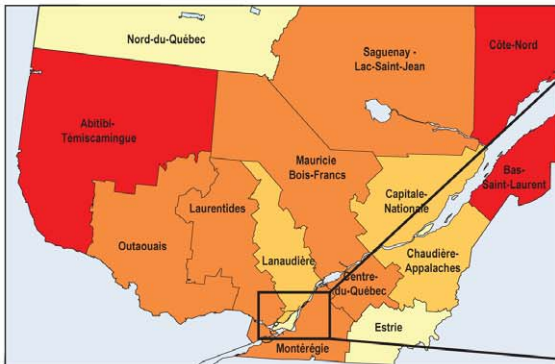 Nord-du-Québec
Saguenay -
Lac-Saint-Jean
Côte-Nord
Abitibi-
Témiscamingue
Mauricie
Bois-Francs
Bas-
Saint-Laurent
Capitale-
Nationale
Laurentides
Outaouais
Lanaudière
Chaudière-
Appalaches
Centre-
du-Québec
Estrie
Montérégie